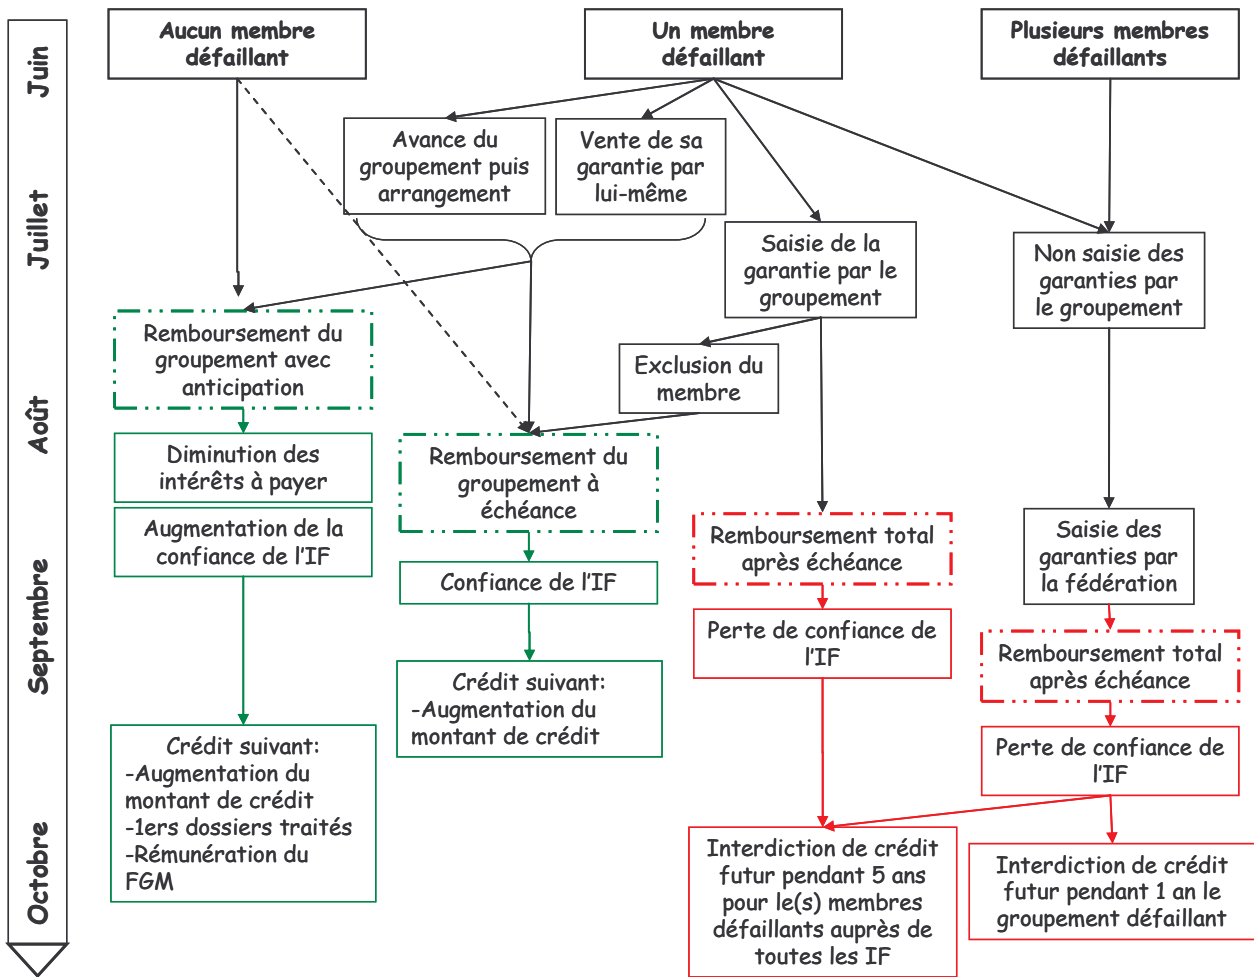 Juin
Juillet
Août
Septembre
Octobre
Aucun membre
défaillant
Un membre
défaillant
Plusieurs membres
défaillants
Avance du
groupement puis
arrangement
Vente de sa
garantie par
lui-même
Saisie de la
garantie par le
groupement
Non saisie des
garanties par
le groupement
Remboursement du
groupement avec
anticipation
Exclusion du
membre
Diminution des
intérêts à payer
Remboursement du
groupement à
échéance
Augmentation de la
confiance de l'IF
Remboursement total
après échéance
Saisie des
garanties par
la fédération
Confiance de l'IF
Perte de confiance de
l'IF
Remboursement total
après échéance
Crédit suivant:
-Augmentation du
montant de crédit
Crédit suivant:
-Augmentation du
montant de crédit
-1ers dossiers traités
-Rémunération du
FGM
Perte de confiance de
l'IF
Interdiction de crédit
futur pendant 5 ans
pour le(s) membres
défaillants auprès de
toutes les IF
Interdiction de crédit
futur pendant 1 an le
groupement défaillant